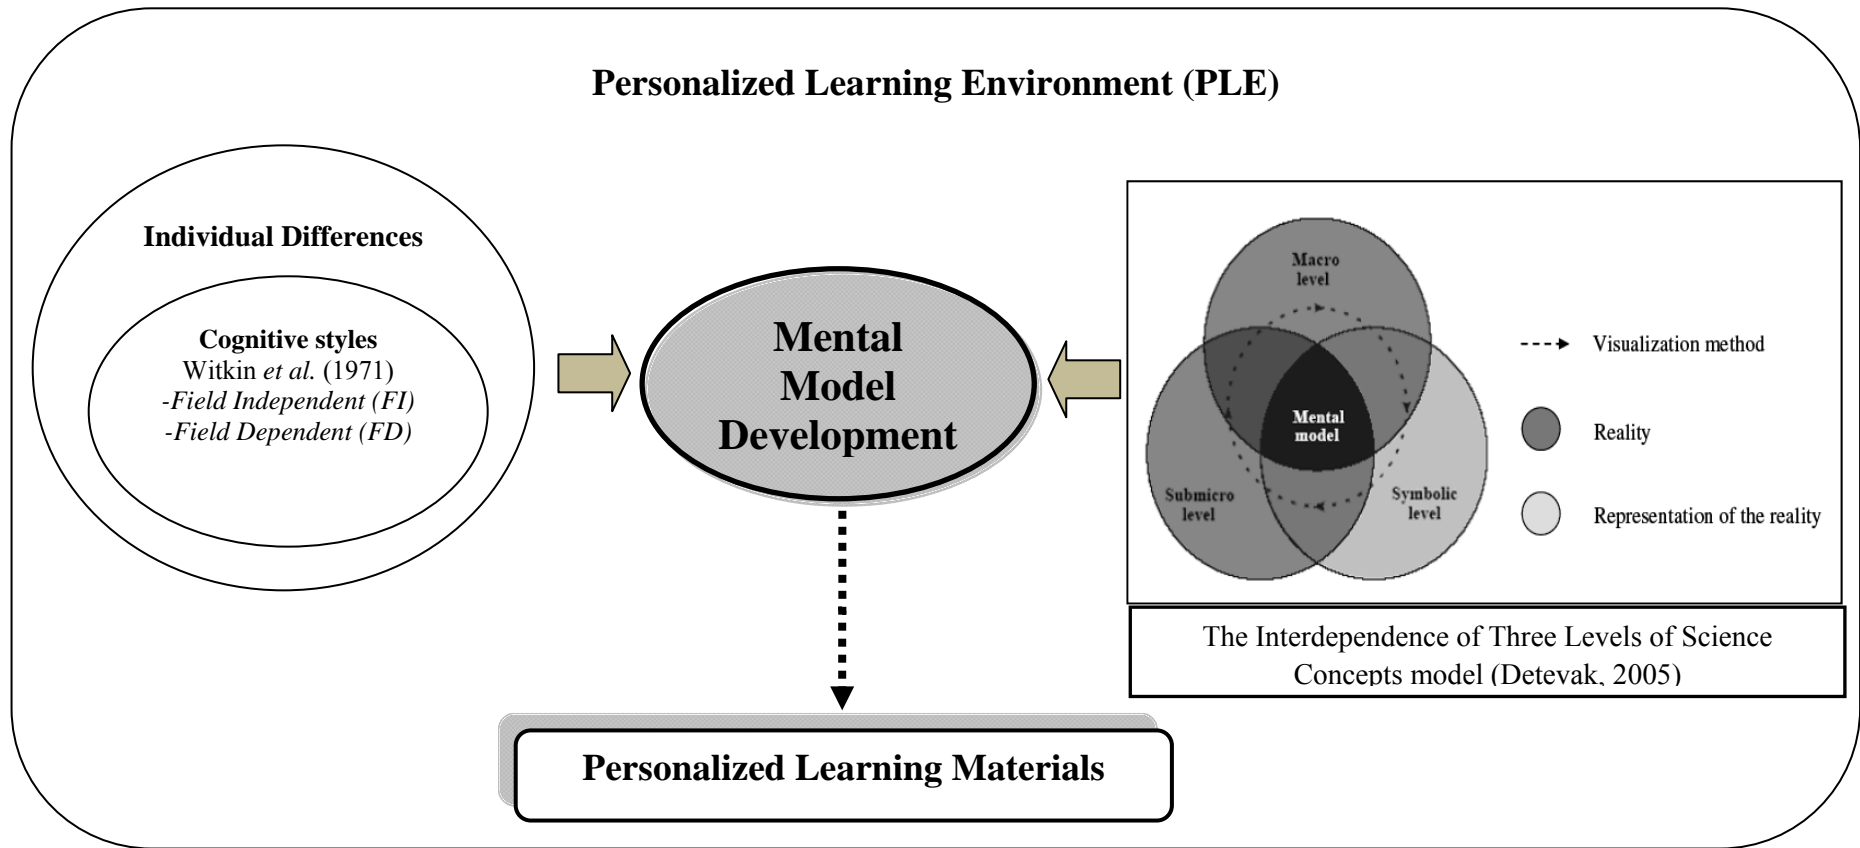 Personalized Learning Environment (PLE)
Individual Differences
Cognitive styles
Witkin et al. (1971)
-Field Independent (FI)
-Field Dependent (FD)
Mental
Model
Development
Macro
level
Mental
model
Submicro
level
Symbolic
level
Visualization method
Reality
Representation of the reality
The Interdependence of Three Levels of Science
Concepts model (Detevak, 2005)
Personalized Learning Materials